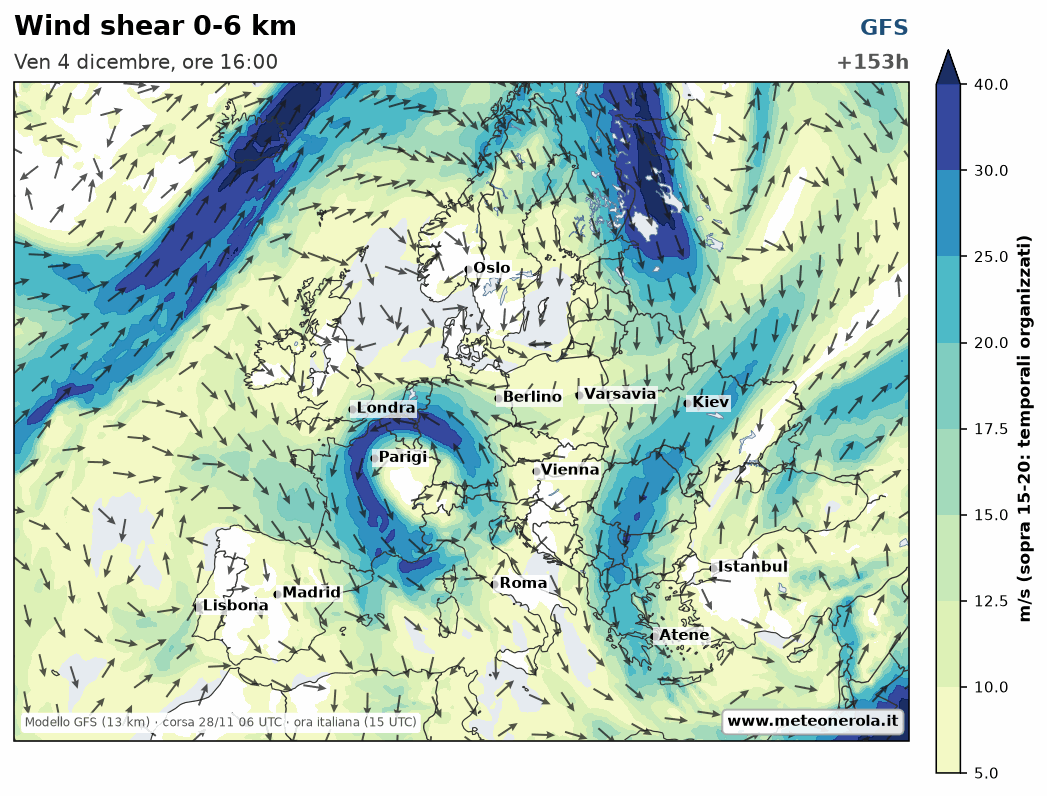 Wind shear 0-6 km
GFS
Ven 4 dicembre, ore 16:00
+153h
Oslo
Londra
Berlino
Varsavia
Kiev
Parigi
Vienna
Istanbul
Roma
Madrid
Lisbona
Atene
Modello GFS (13 km) · corsa 28/11 06 UTC · ora italiana (15 UTC)
www.meteonerola.it
40.0
30.0
25.0
20.0
17.5
15.0
12.5
10.0
5.0
m/s (sopra 15-20: temporali organizzati)